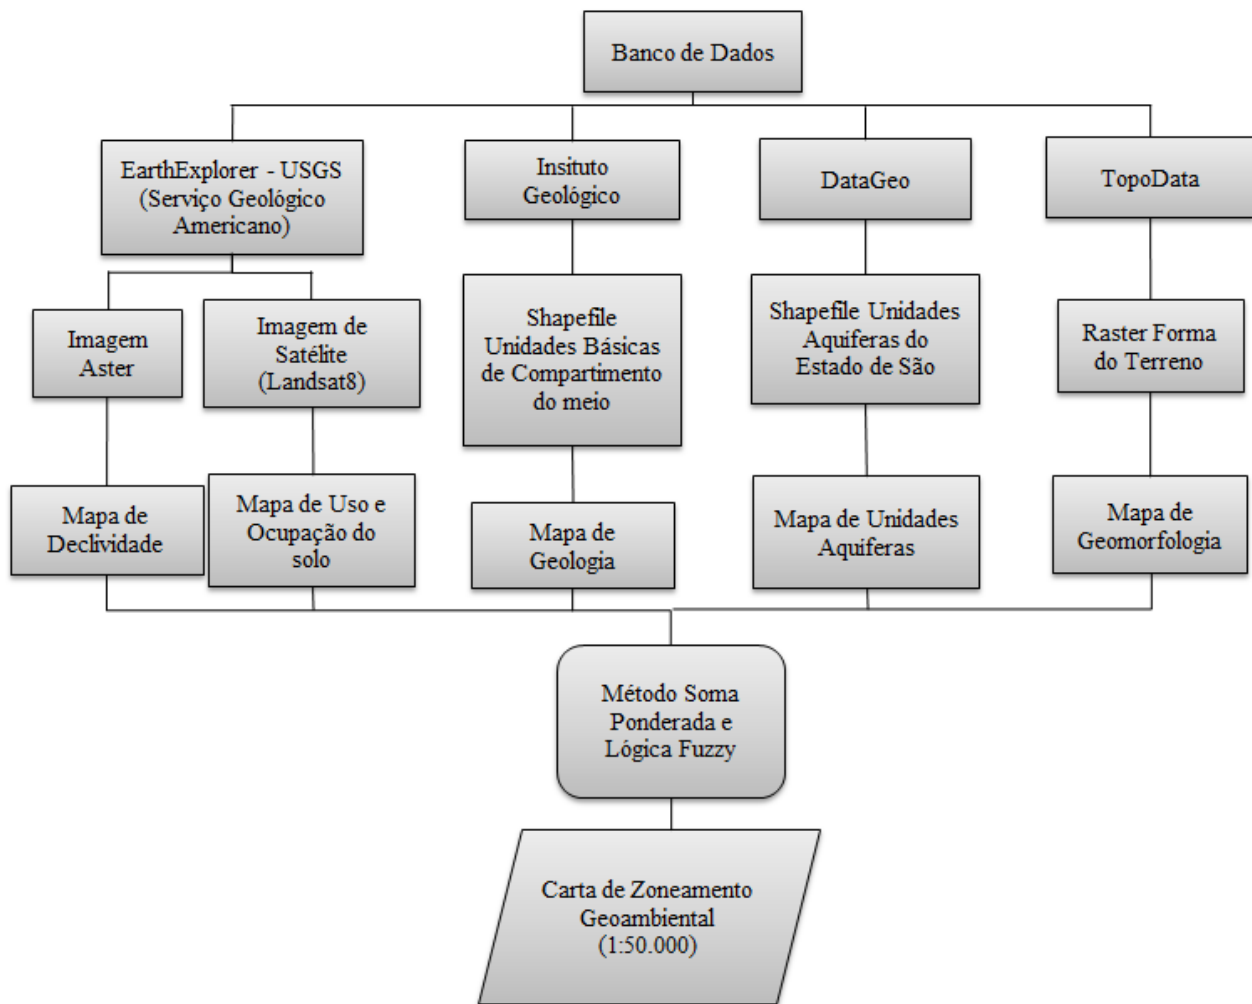 Banco de Dados
EarthExplorer - USGS
(Serviço Geológico
Americano)
Insituto
Geológico
DataGeo
TopoData
Imagem
Aster
Imagem de
Satélite
(Landsat8)
Shapefile
Unidades Básicas
de Compartimento
do meio
Shapefile Unidades
Aquíferas do
Estado de São
Raster Forma
do Terreno
Mapa de
Declividade
Mapa de Uso e
Ocupação do
solo
Mapa de
Geologia
Mapa de Unidades
Aquíferas
Mapa de
Geomorfologia
Método Soma
Ponderada e
Lógica Fuzzy
Carta de Zoneamento
Geoambiental
(1:50.000)